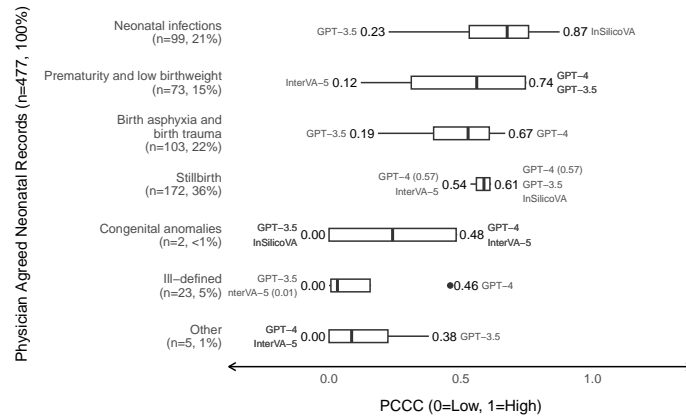 Physician Agreed Neonatal Records (n=477, 100%)
Neonatal infections
(n=99, 21%)
GPT−3.5 0.23
0.87 InSilicoVA
Prematurity and low birthweight
(n=73, 15%)
InterVA−5 0.12
0.74 GPT−4
GPT−3.5
Birth asphyxia and
birth trauma
(n=103, 22%)
GPT−3.5 0.19
0.67 GPT−4
Stillbirth
(n=172, 36%)
GPT−4 (0.57)
InterVA−5
0.54
0.61
GPT−4 (0.57)
GPT−3.5
InSilicoVA
Congenital anomalies
(n=2, <1%)
GPT−3.5
InSilicoVA
0.00
0.48
GPT−4
InterVA−5
Ill−defined
(n=23, 5%)
GPT−3.5
nterVA−5 (0.01)
0.00
0.46 GPT−4
Other
(n=5, 1%)
GPT−4
InterVA−5
0.00
0.38 GPT−3.5
0.0
0.5
1.0
PCCC (0=Low, 1=High)